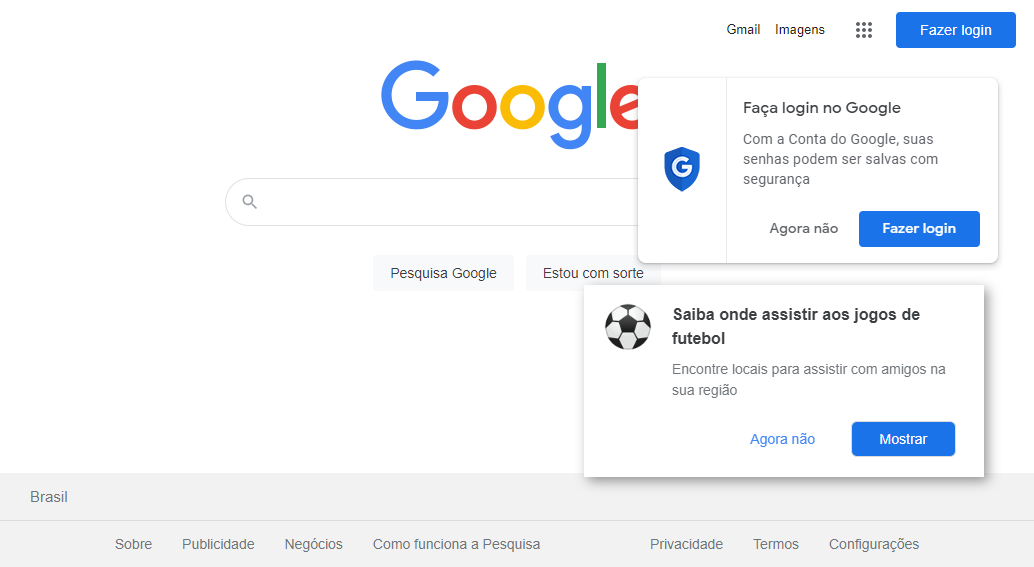 Gmail Imagens Fazer login
Google
Faça login no Google
Com a Conta do Google, suas
senhas podem ser salvas com
segurança
Agora não Fazer login
Pesquisa Google Estou com sorte
Saiba onde assistir aos jogos de
futebol
Encontre locais para assistir com amigos na
sua região
Agora não Mostrar
Brasil
Sobre Publicidade Negócios Como funciona a Pesquisa Privacidade Termos Configurações